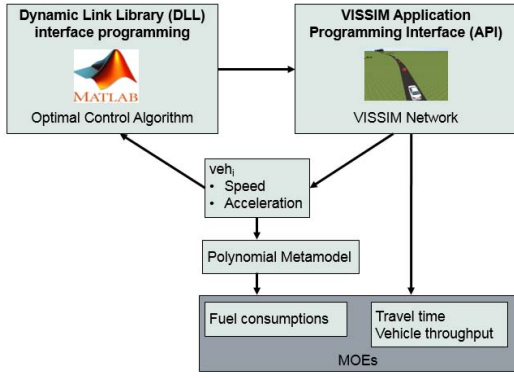 Dynamic Link Library (DLL)
interface programming
MATLAB
Optimal Control Algorithm
VISSIM Application
Programming Interface (API)
VISSIM Network
vehi
• Speed
• Acceleration
Polynomial Metamodel
Fuel consumptions
Travel time
Vehicle throughput
MOEs